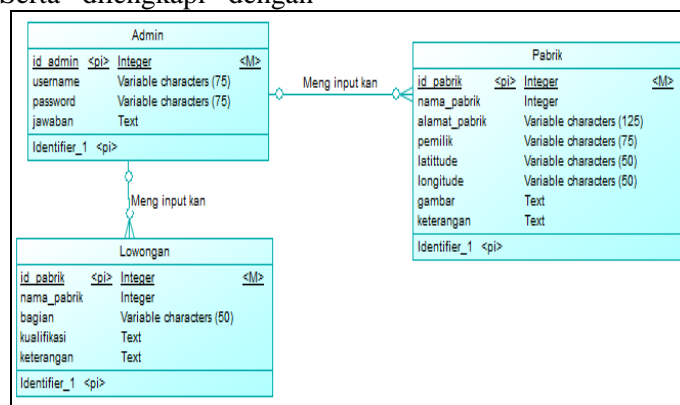 serta dilengkapi dengan
Admin
id_admin <pi> Integer <M>
username Variable characters (75)
password Variable characters (75)
jawaban Text
Identifier_1 <pi>
Meng input kan
Pabrik
id_pabrik <pi> Integer <M>
nama_pabrik Integer
alamat_pabrik Variable characters (125)
pemilik Variable characters (75)
latittude Variable characters (50)
longitude Variable characters (50)
gambar Text
keterangan Text
Identifier_1 <pi>
Meng input kan
Lowongan
id_pabrik <pi> Integer <M>
nama_pabrik Integer
bagian Variable characters (50)
kualifikasi Text
keterangan Text
Identifier_1 <pi>